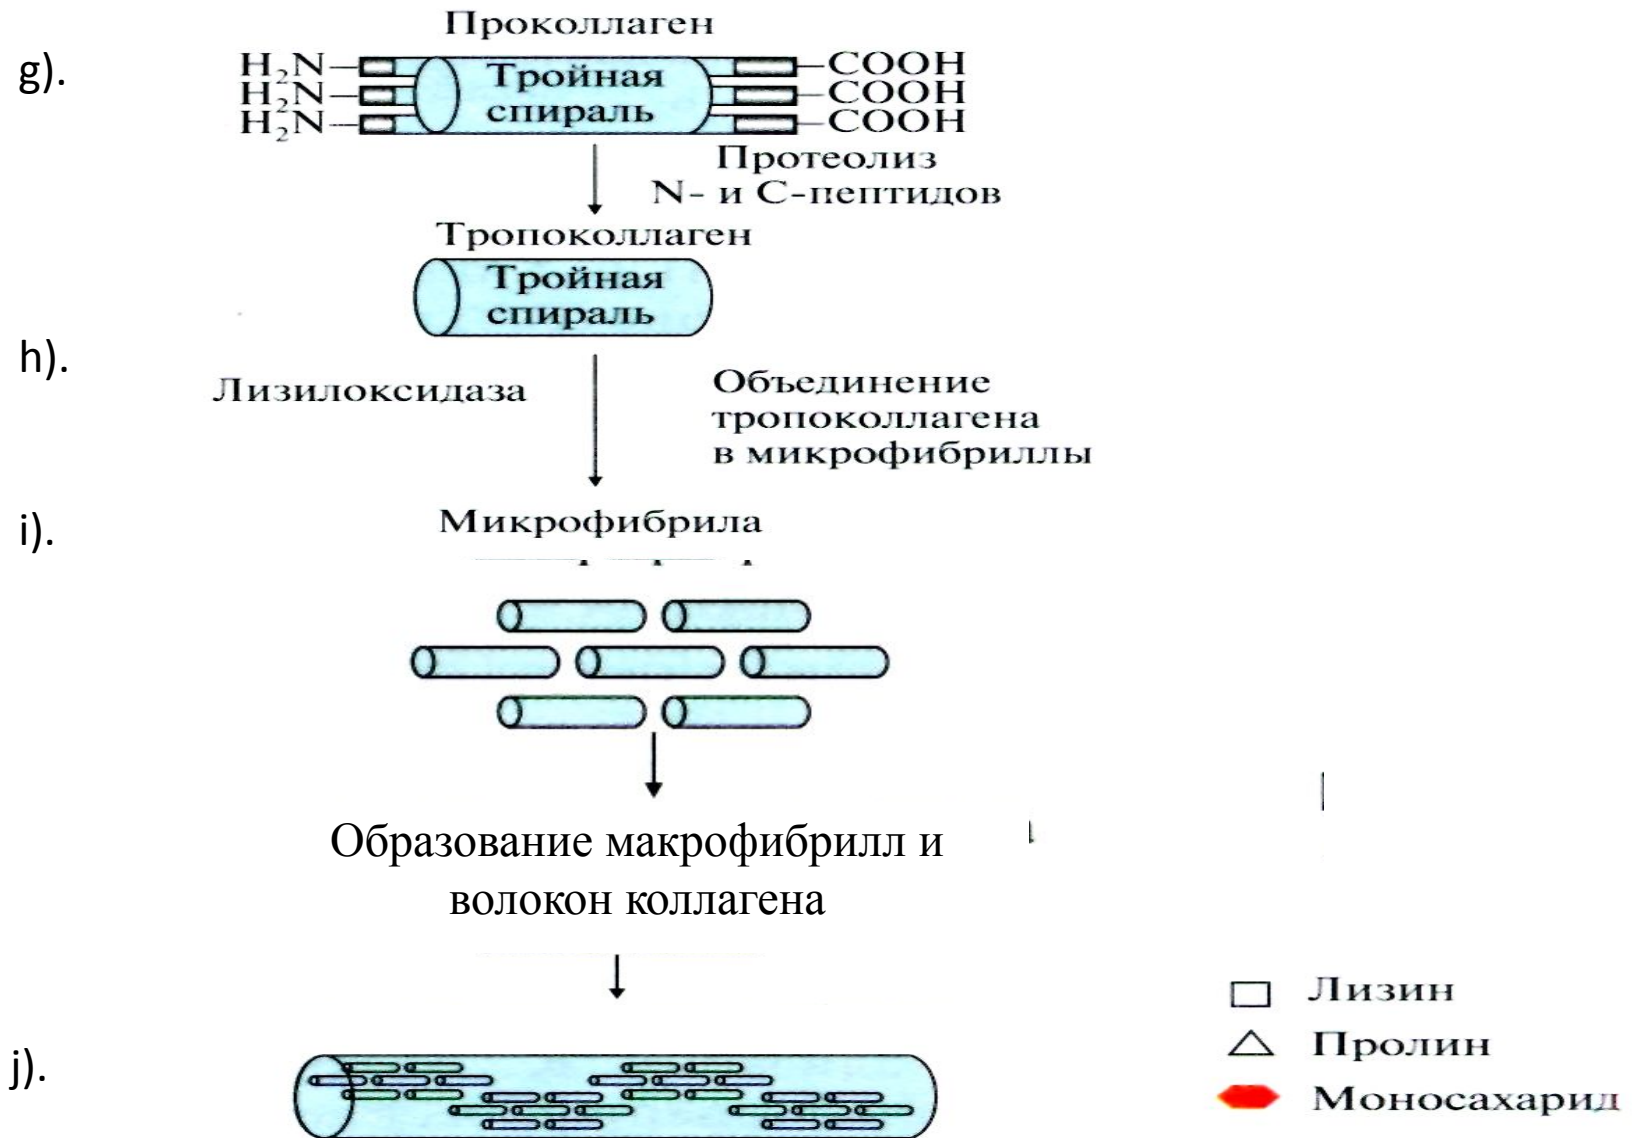 Проколлаген
g).
H₂N
COOH
H₂N
COOH
H₂N
COOH
Тройная
спираль
Протеолиз
N- и С-пептидов
Тропоколлаген
Тройная
спираль
h).
Лизилоксидаза
Объединение
тропоколлагена
в микрофибриллы
i).
Микрофибрила
Образование макрофибрилл и
волокон коллагена
j).
Лизин
Пролин
Моносахарид